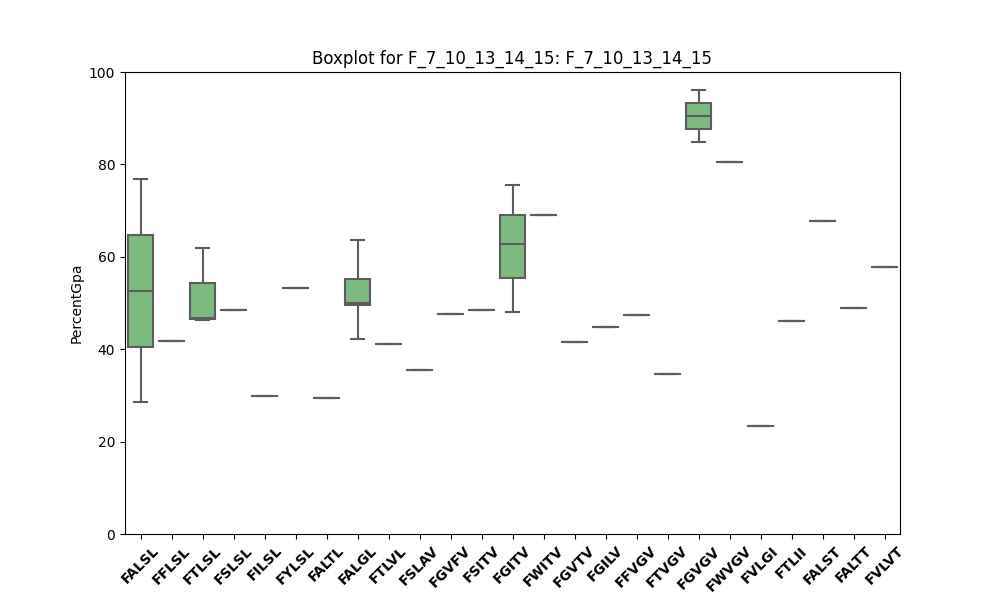 Boxplot for F_7_10_13_14_15: F_7_10_13_14_15
PercentGpa
100
80
60
40
20
0
FALSL
FFLSL
FTLSL
FSLSL
FILSL
FYLSL
FALTL
FALGL
FTLVL
FSLAV
FGVFV
FSITV
FGITV
FWITV
FGVTV
FGILV
FFVGV
FTVGV
FGVGV
FWVGV
FVLGI
FTLII
FALST
FALTT
FVLVT